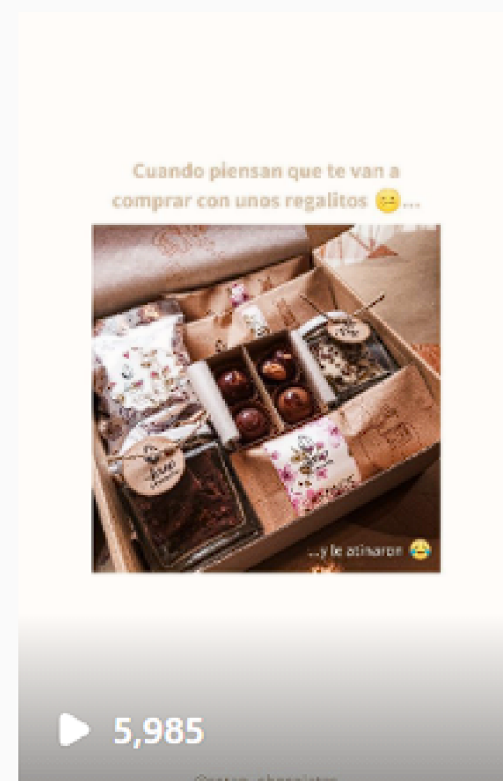 Cuando piensan que te van a
comprar con unos regalitos 😐...
...y le atinaron 😂
5,985